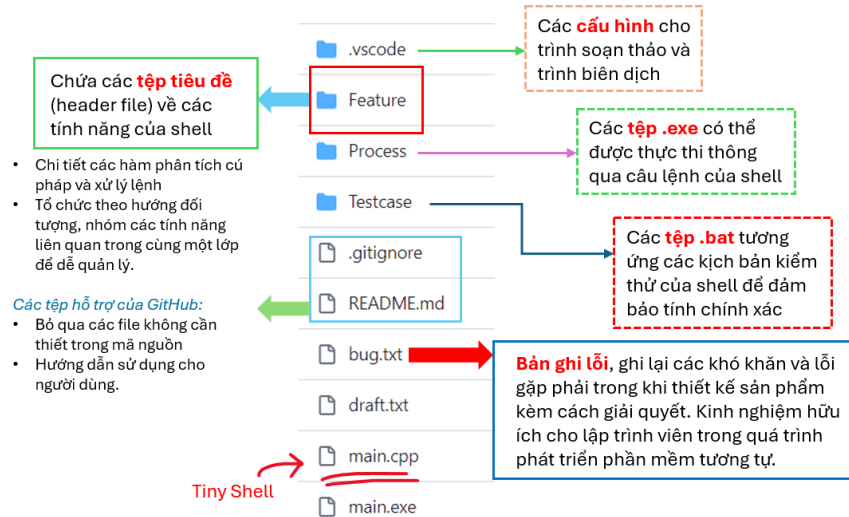 .vscode
Feature
Process
Testcase
.gitignore
README.md
bug.txt
draft.txt
main.cpp
main.exe
Các cấu hình cho
trình soạn thảo và
trình biên dịch
Chứa các tệp tiêu đề
(header file) về các
tính năng của shell
• Chi tiết các hàm phân tích cú
pháp và xử lý lệnh
• Tổ chức theo hướng đối
tượng, nhóm các tính năng
liên quan trong cùng một lớp
để dễ quản lý.
Các tệp .exe có thể
được thực thi thông
qua câu lệnh của shell
Các tệp .bat tương
ứng các kịch bản kiểm
thử của shell để đảm
bảo tính chính xác
Các tệp hỗ trợ của GitHub:
• Bỏ qua các file không cần
thiết trong mã nguồn
• Hướng dẫn sử dụng cho
người dùng.
Bản ghi lỗi, ghi lại các khó khăn và lỗi
gặp phải trong khi thiết kế sản phẩm
kèm cách giải quyết. Kinh nghiệm hữu
ích cho lập trình viên trong quá trình
phát triển phần mềm tương tự.
Tiny Shell